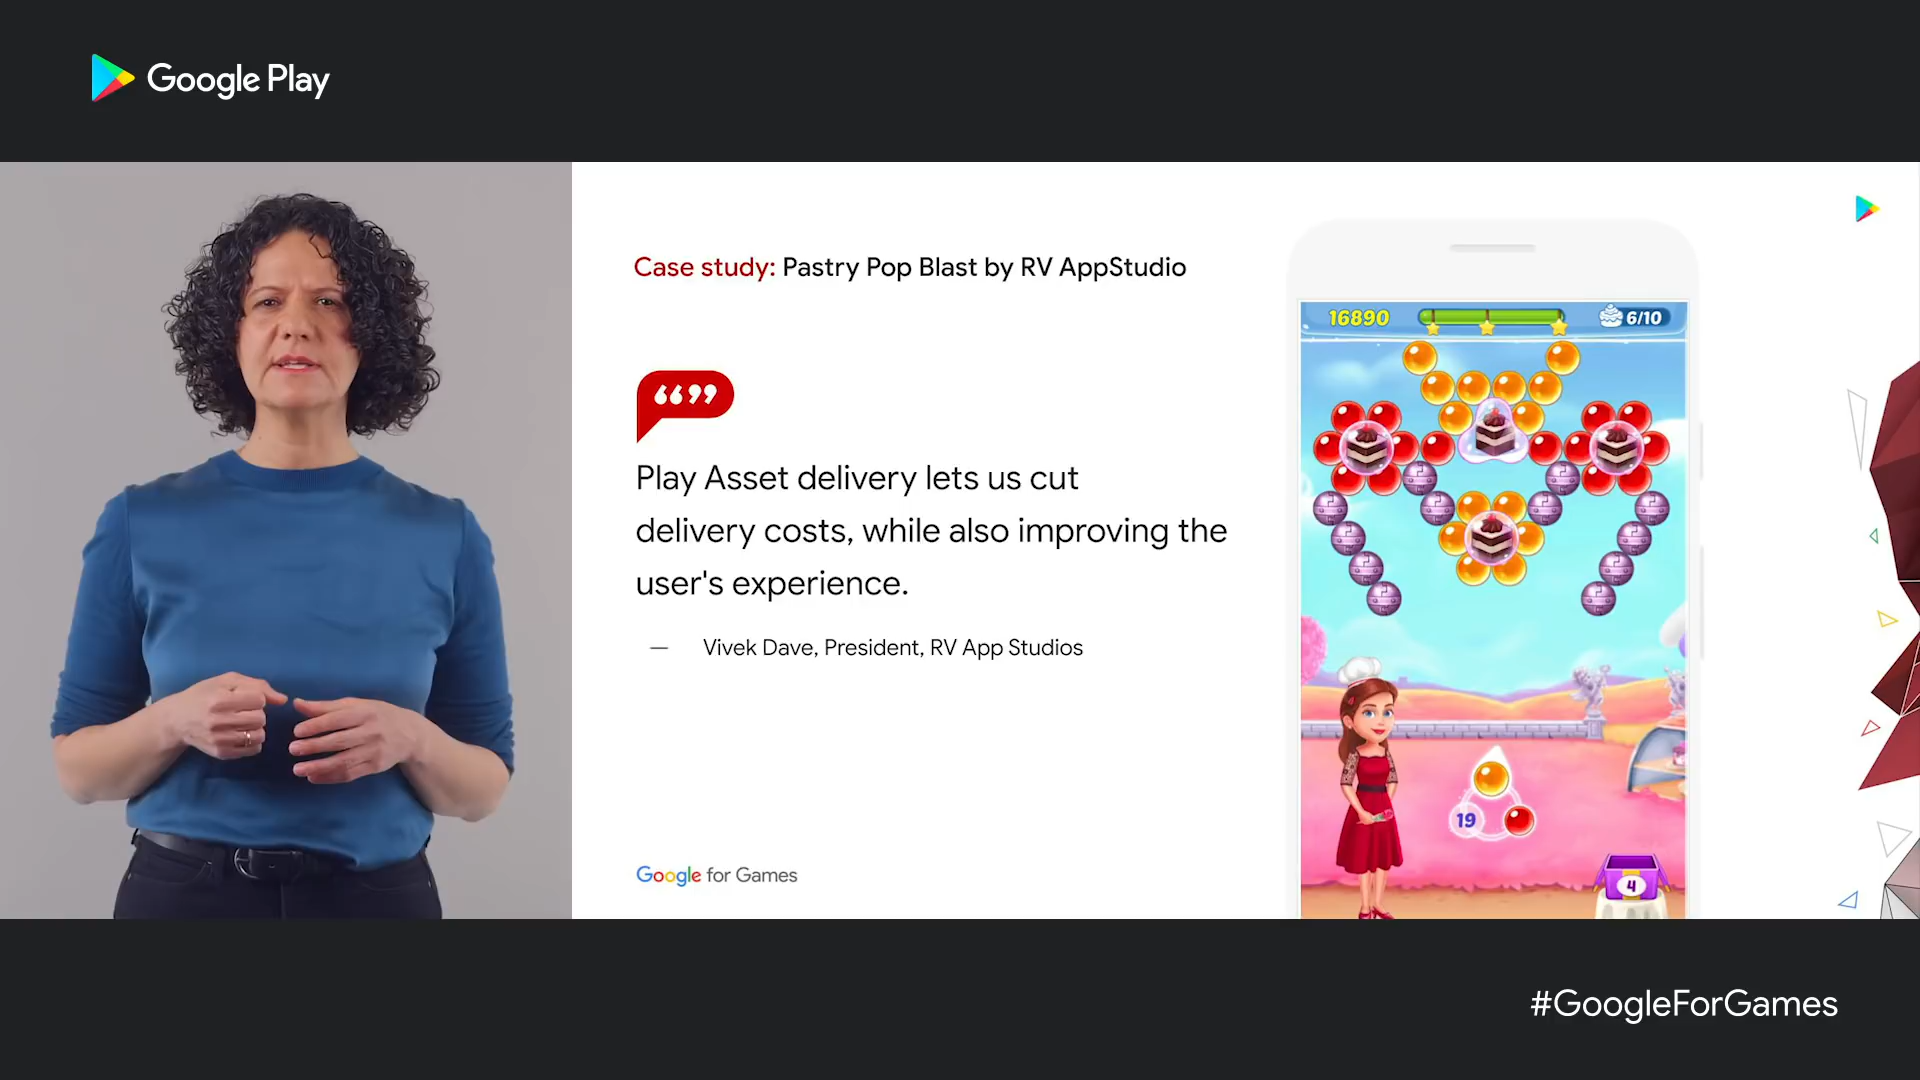 Google Play
Case study: Pastry Pop Blast by RV AppStudio
16890
6/10
“”
Play Asset delivery lets us cut
delivery costs, while also improving the
user's experience.
— Vivek Dave, President, RV App Studios
19
4
Google for Games
#GoogleForGames